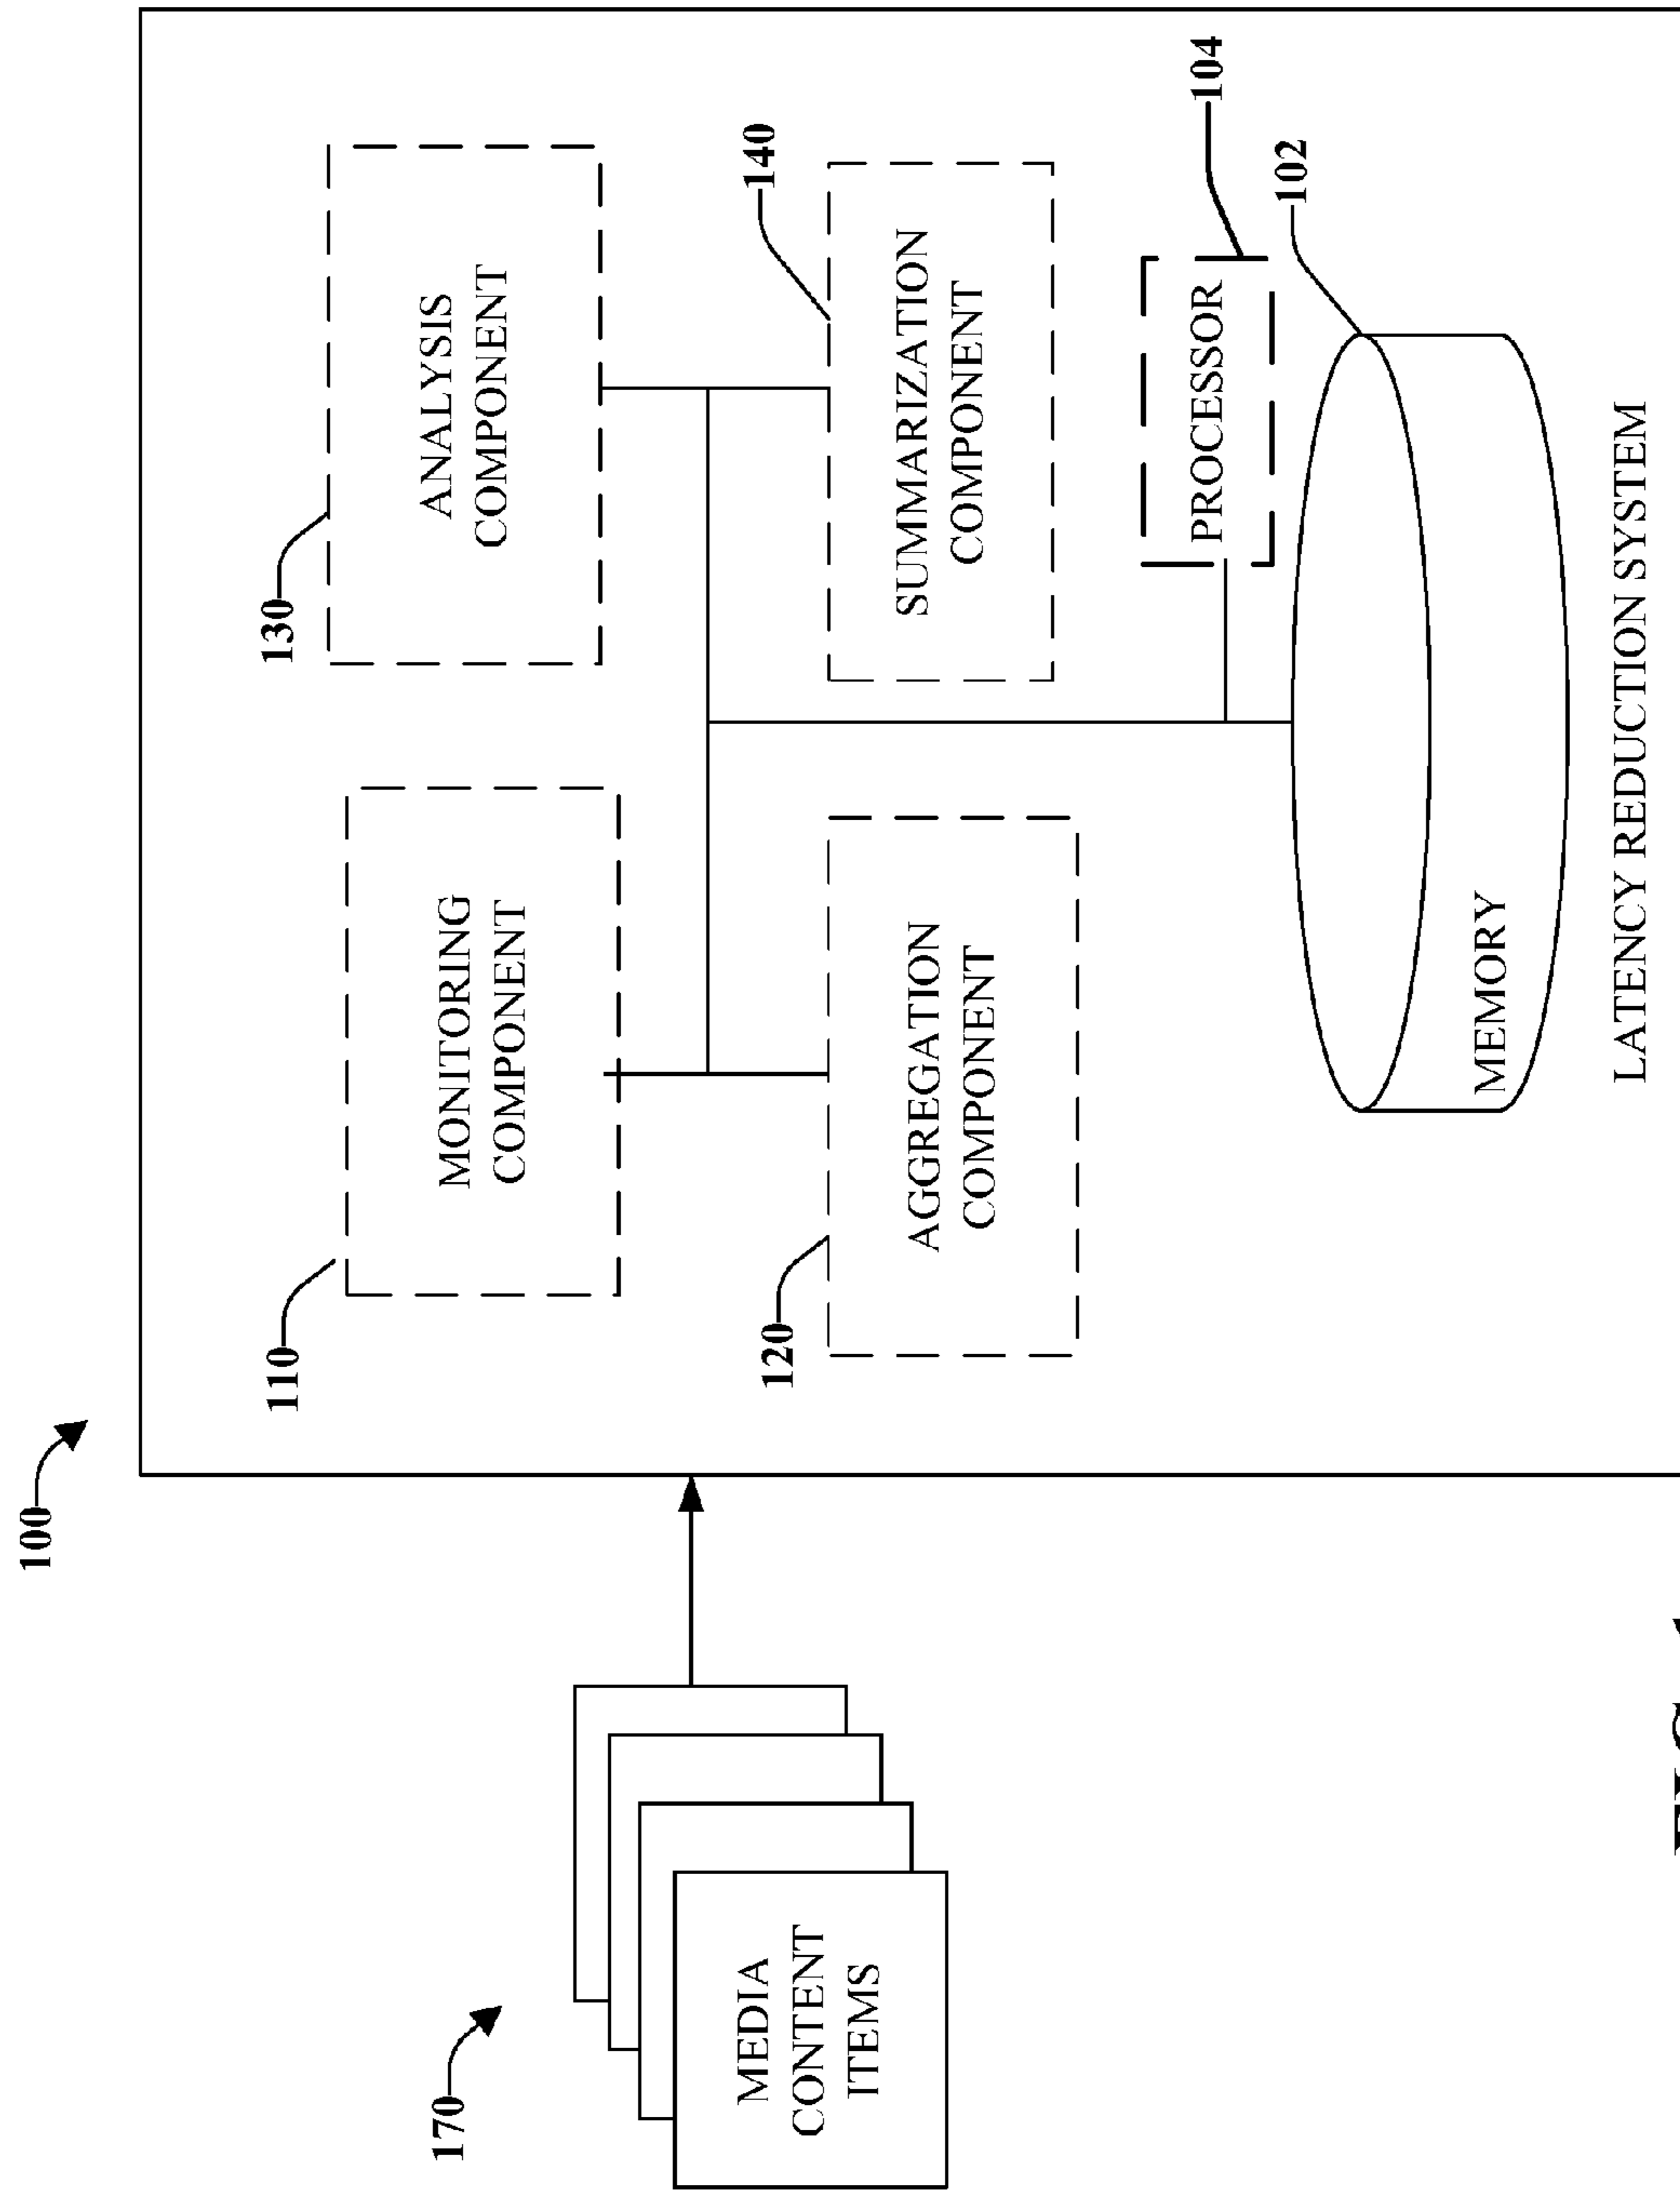 100
130
ANALYSIS
COMPONENT
110
MONITORING
COMPONENT
140
SUMMARIZATION
COMPONENT
120
AGGREGATION
COMPONENT
104
PROCESSOR
102
MEMORY
LATENCY REDUCTION SYSTEM
170
MEDIA
CONTENT
ITEMS